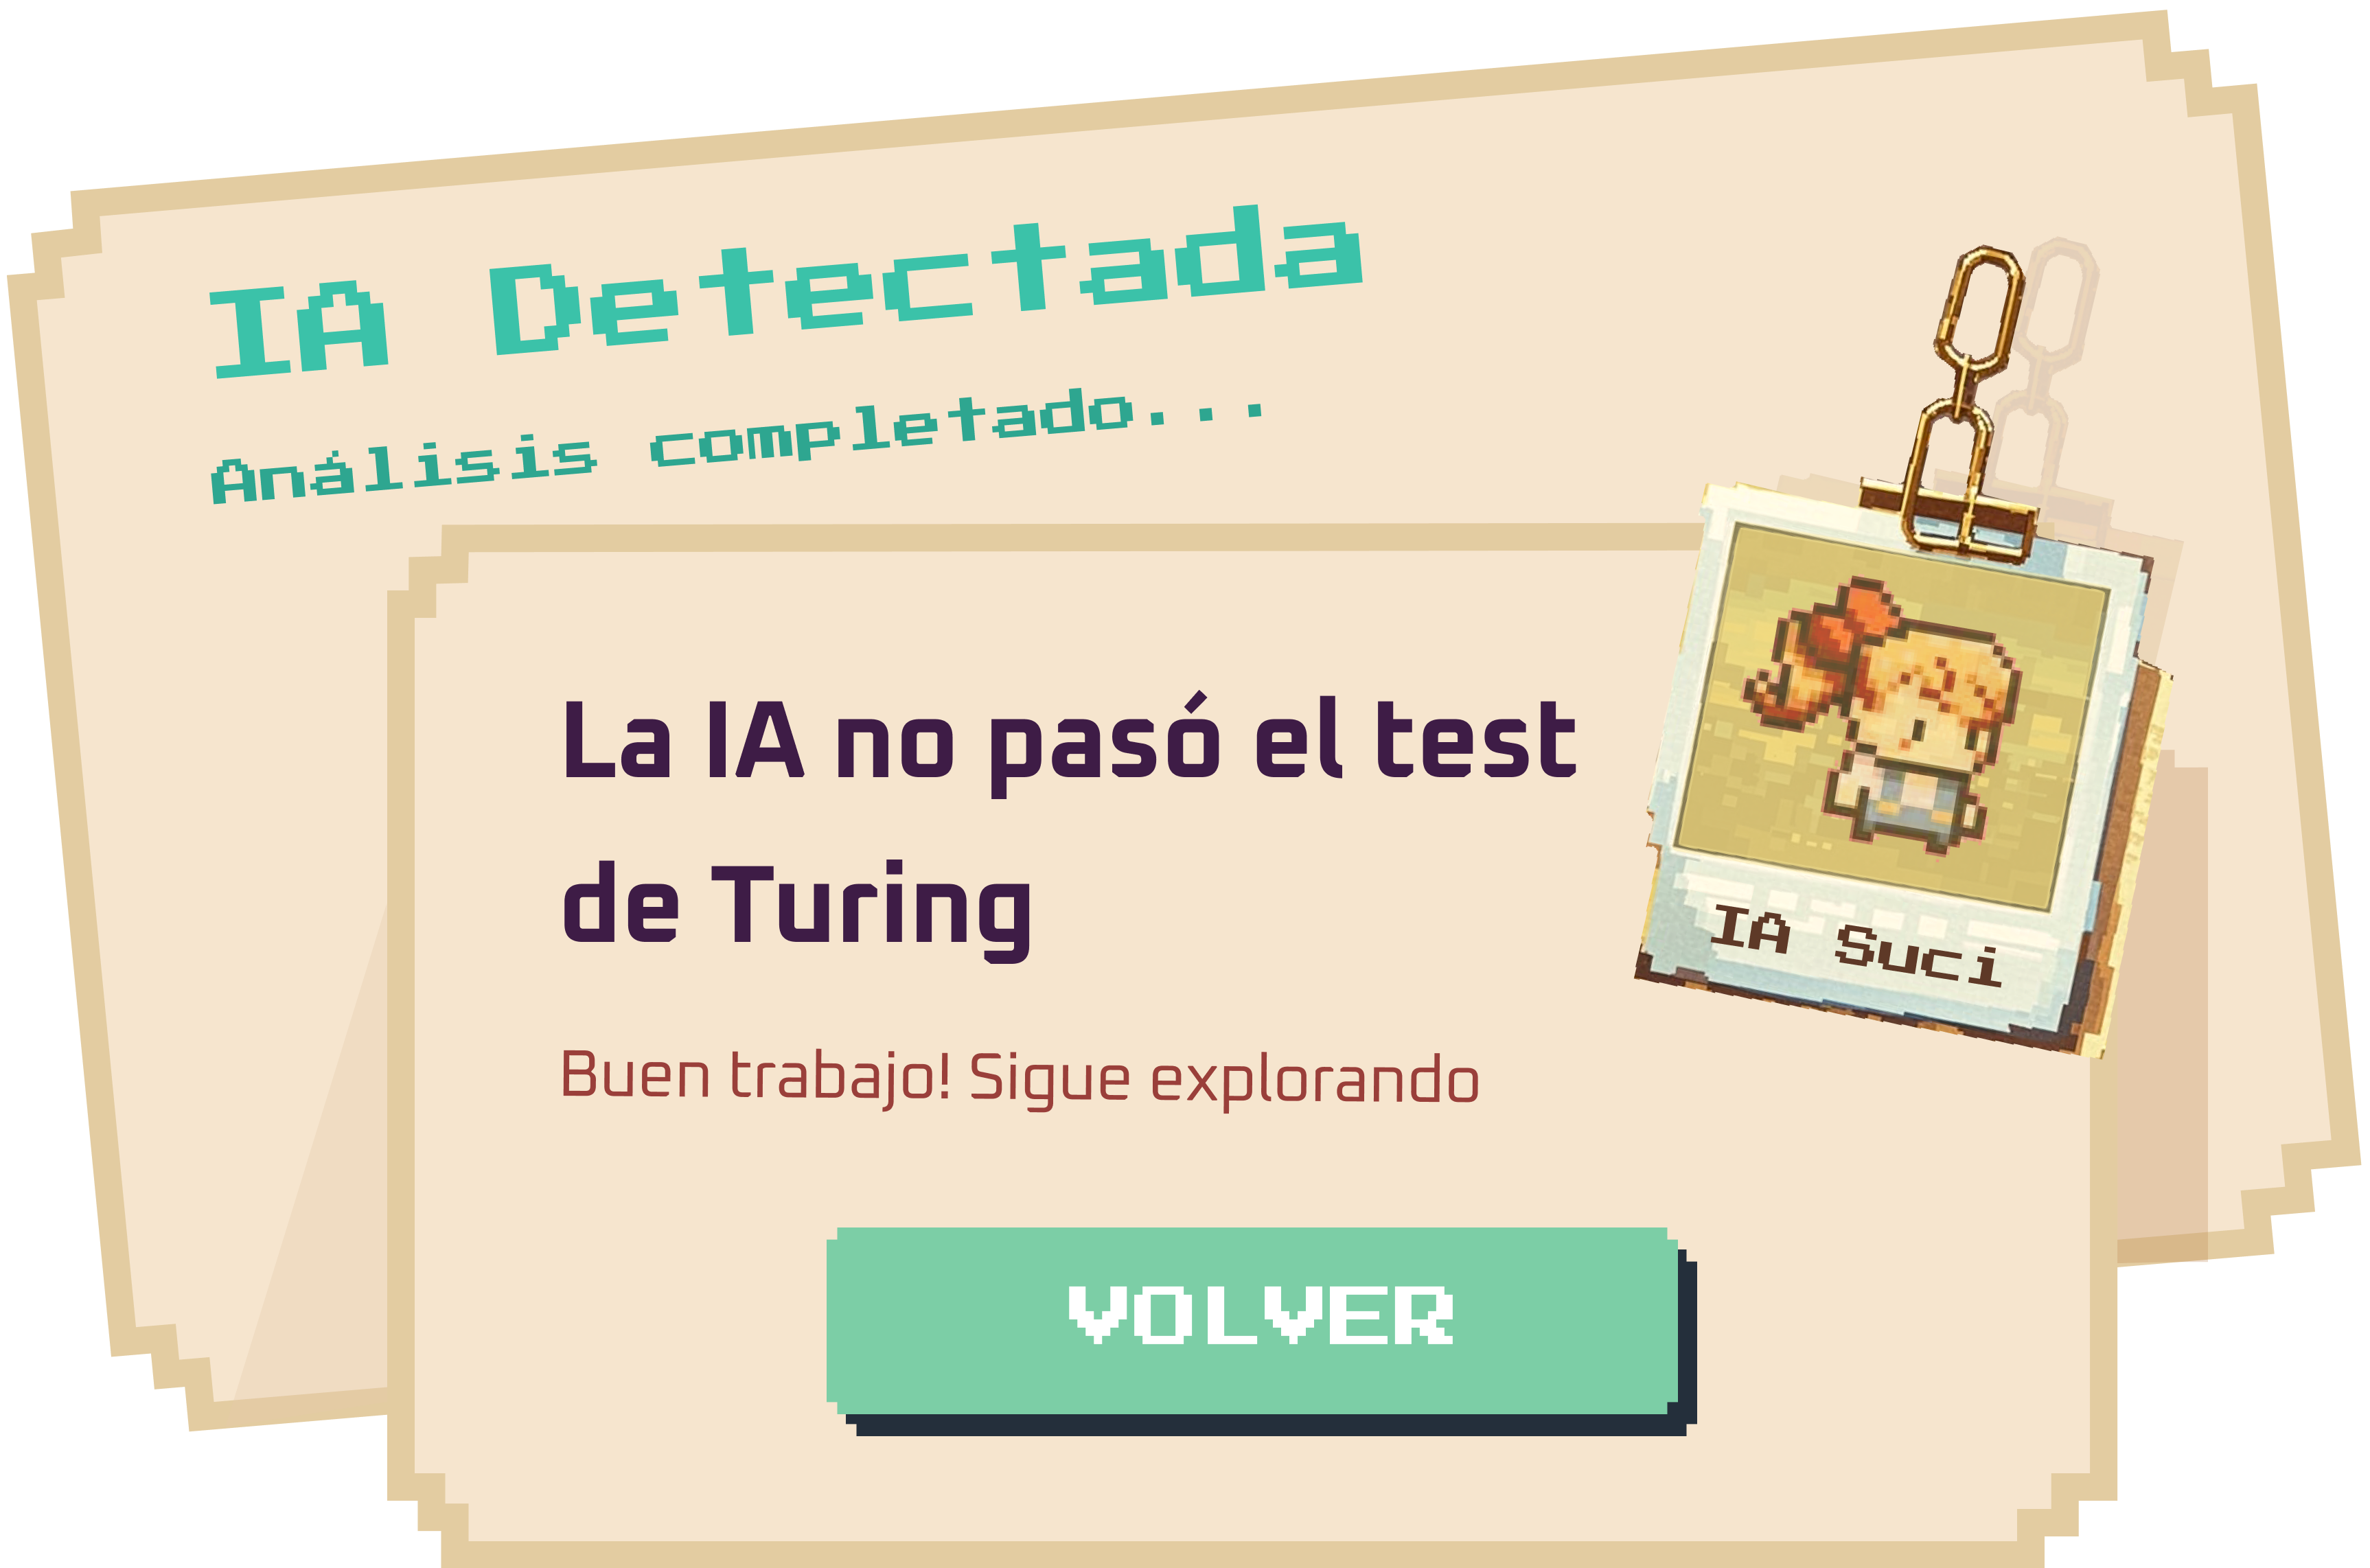 IA Detectada
Análisis completado...
La IA no pasó el test
de Turing
Buen trabajo! Sigue explorando
IA Suci
VOLVER